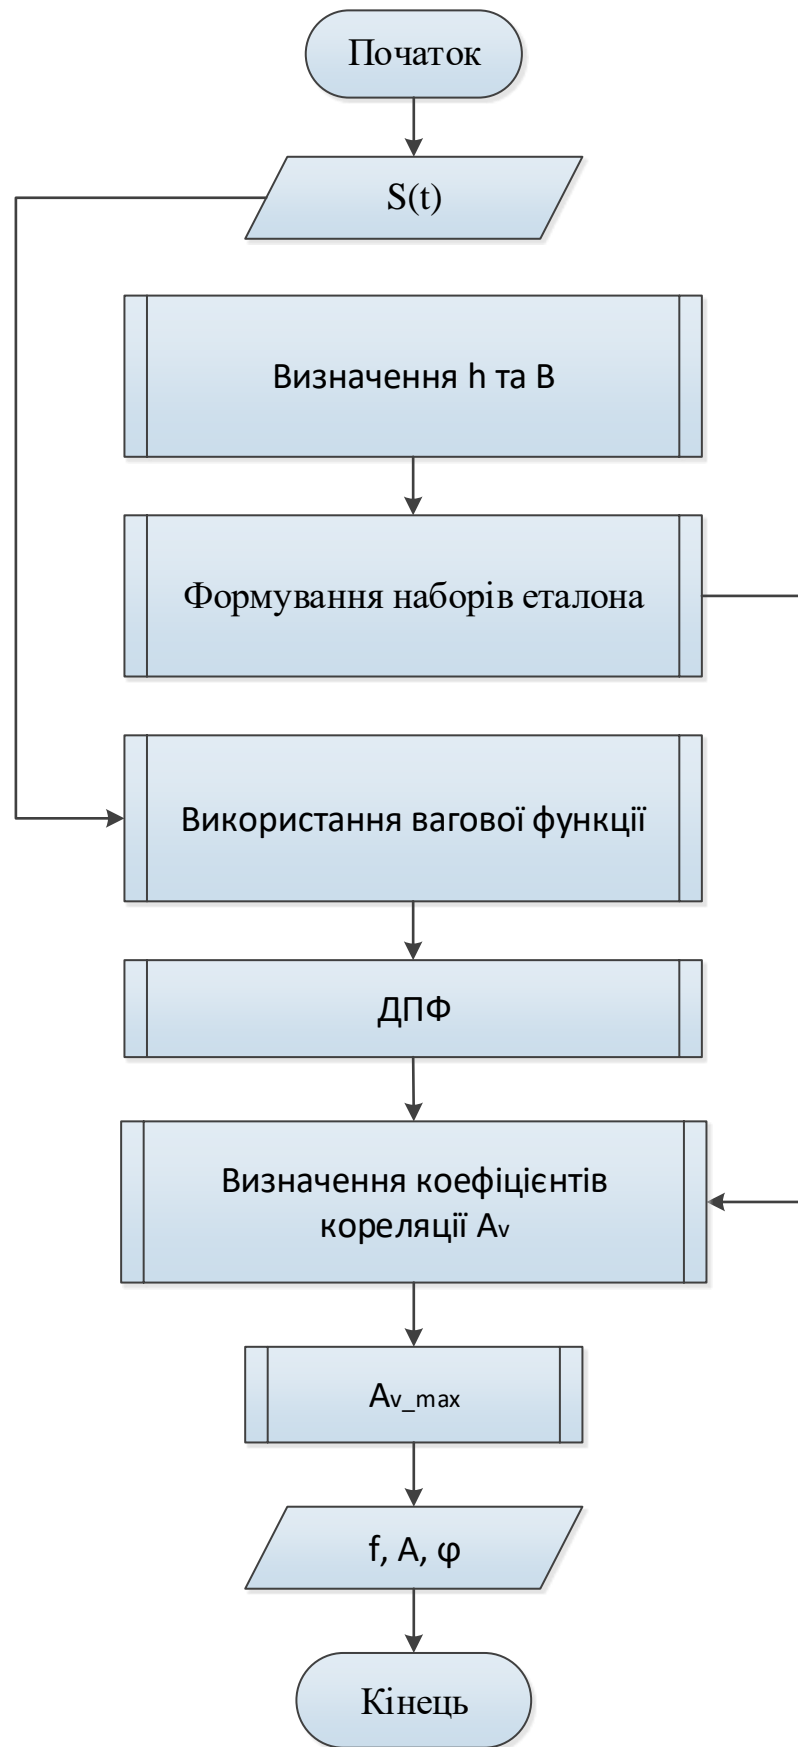 Початок
S(t)
Визначення h та B
Формування наборів еталона
Використання вагової функції
ДПФ
Визначення коефіцієнтів
кореляції Av
Av_max
f, A, φ
Кінець